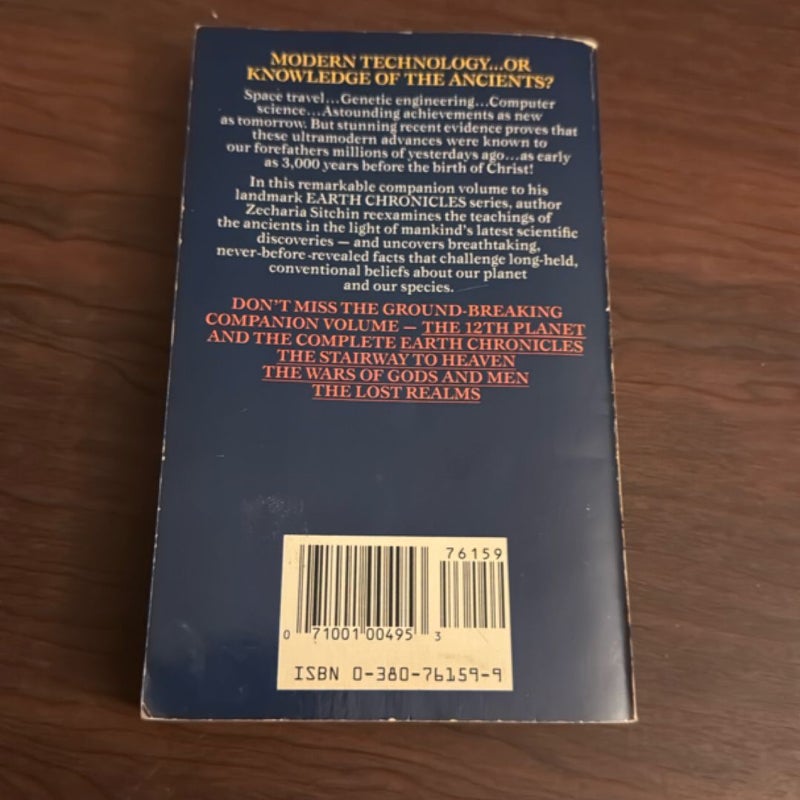 MODERN TECHNOLOGY...OR
KNOWLEDGE OF THE ANCIENTS?
Space travel...Genetic engineering...Computer
science...Astounding achievements as new
as tomorrow. But stunning recent evidence proves that
these ultramodern advances were known to
our forefathers millions of yesterdays ago...as early
as 3,000 years before the birth of Christ!
In this remarkable companion volume to his
landmark EARTH CHRONICLES series, author
Zecharia Sitchin reexamines the teachings of
the ancients in the light of mankind's latest scientific
discoveries — and uncovers breathtaking,
never-before-revealed facts that challenge long-held,
conventional beliefs about our planet
and our species.
DON'T MISS THE GROUND-BREAKING
COMPANION VOLUME — THE 12TH PLANET
AND THE COMPLETE EARTH CHRONICLES
THE STAIRWAY TO HEAVEN
THE WARS OF GODS AND MEN
THE LOST REALMS
76159
0 71001 00495 3
ISBN 0-380-76159-9